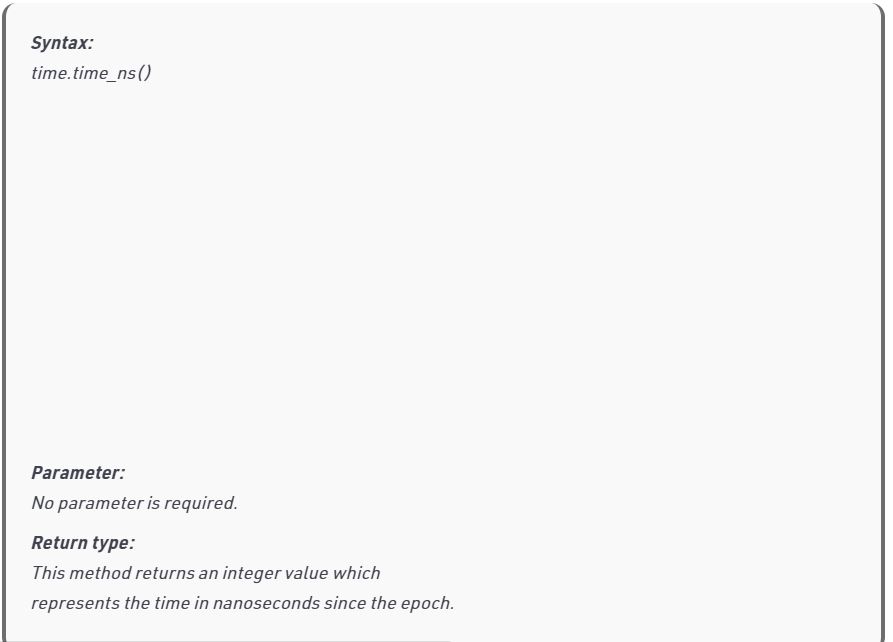 Syntax:
time.time_ns()
Parameter:
No parameter is required.
Return type:
This method returns an integer value which
represents the time in nanoseconds since the epoch.